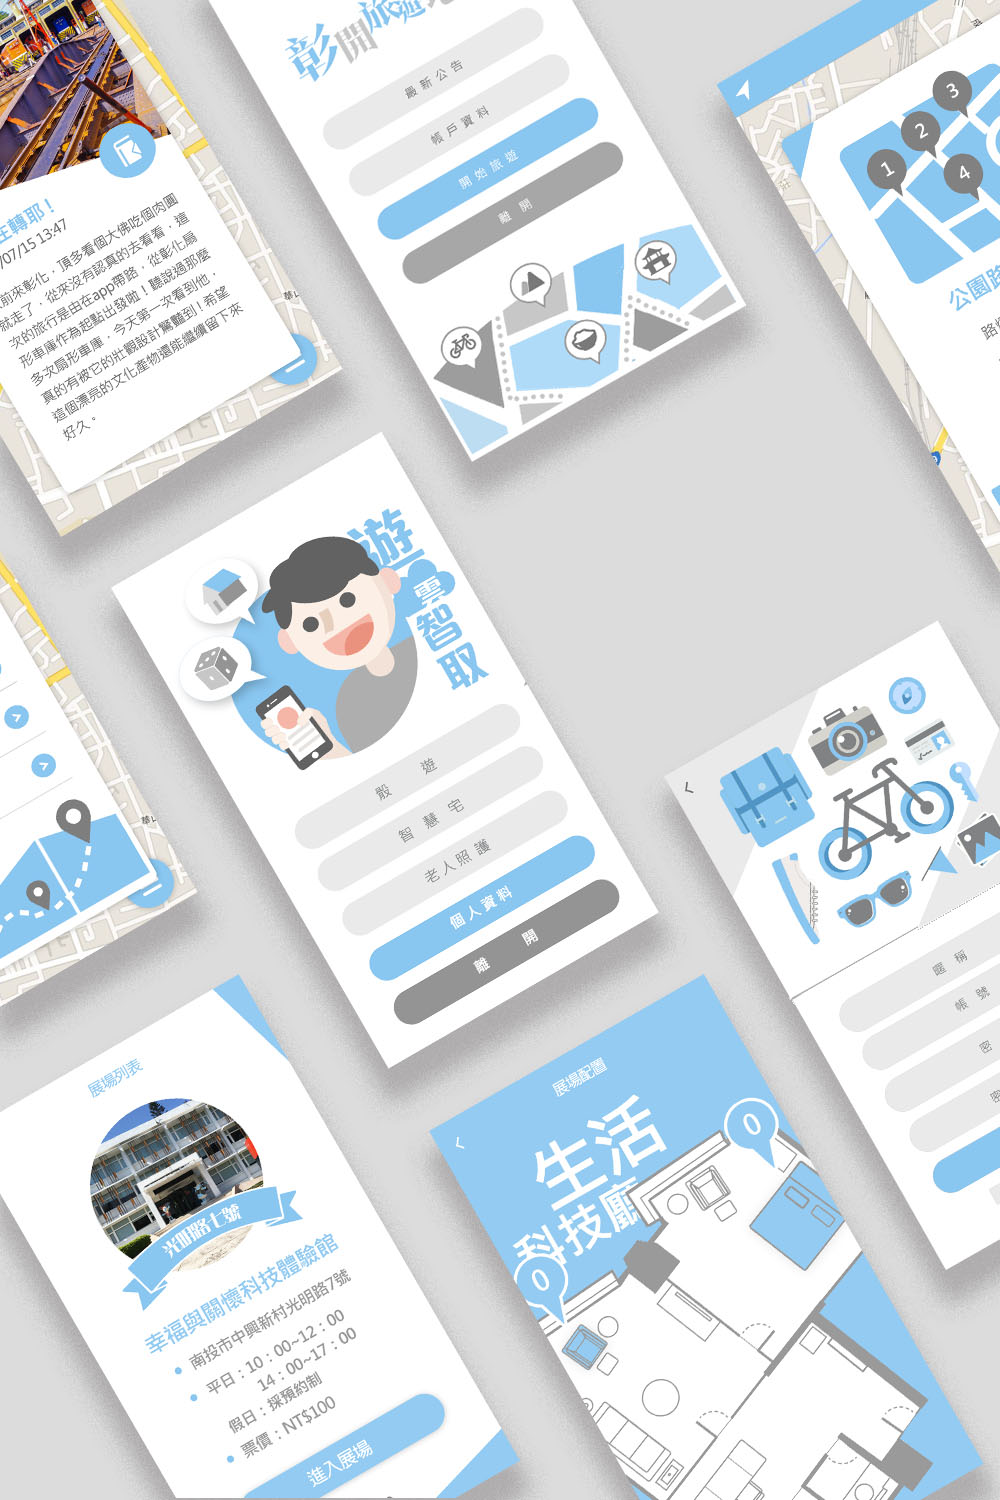 在轉耶！
/07/15 13:47
前來彰化，頂多看個大佛吃個肉圓
就走了，從來沒有認真的去看看，這
次的旅行是由在app帶路，從彰化扇
形車庫作為起點出發啦！聽說過那麼
多次扇形車庫，今天第一次看到他，
真的有被它的壯觀設計驚豔到！希望
這個漂亮的文化產物還能繼續留下來
好久。
彰開旅遊
最新公告
帳戶資料
開始旅遊
離開
1
2
3
4
公園路
路
遊雲智取
骰遊
智慧宅
老人照護
個人資料
離開
暱稱
帳號
密
密
展場列表
光明路七號
幸福與關懷科技體驗館
南投市中興新村光明路7號
平日：10：00~12：00
14：00~17：00
假日：採預約制
票價：NT$100
進入展場
展場配置
生活
科技廳
0
0